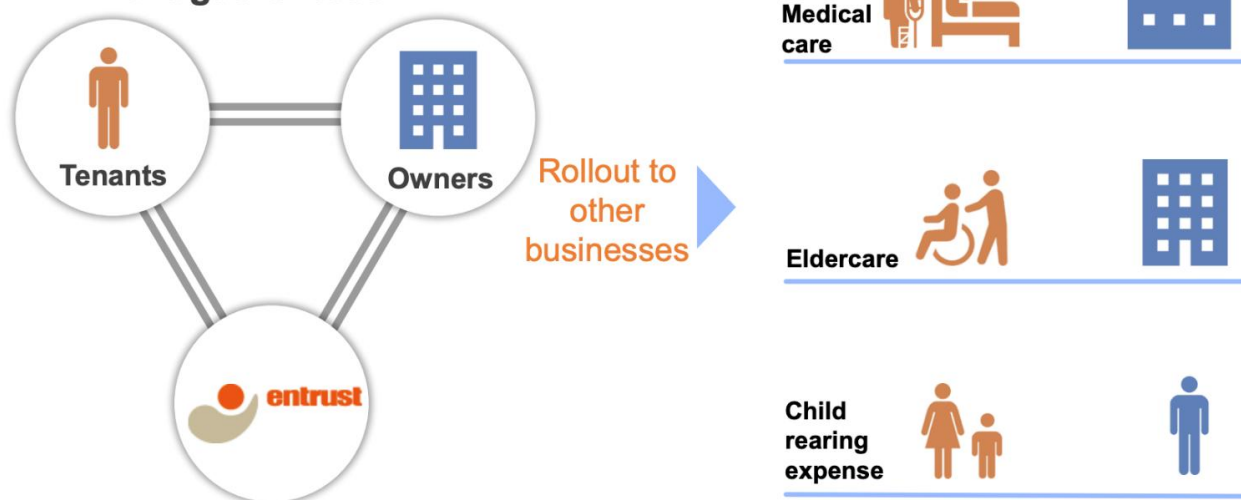 Tenants
Owners
entrust
Rollout to
other
businesses
Medical
care
Eldercare
Child
rearing
expense